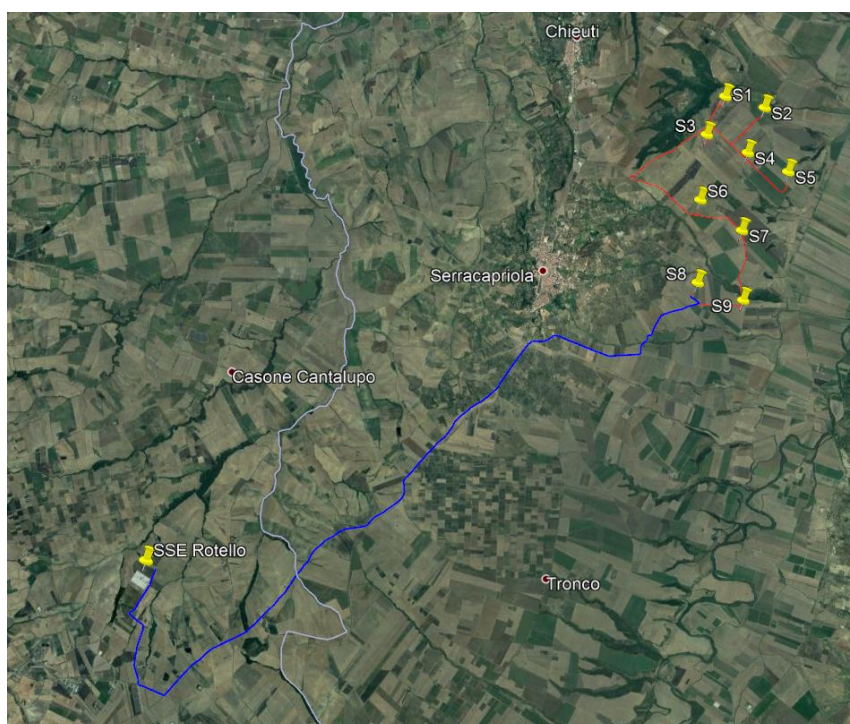 Chieuti
S1
S2
S3
S4
S5
S6
S7
Serracapriola
S8
S9
Casone Cantalupo
SSE Rotello
Tronco